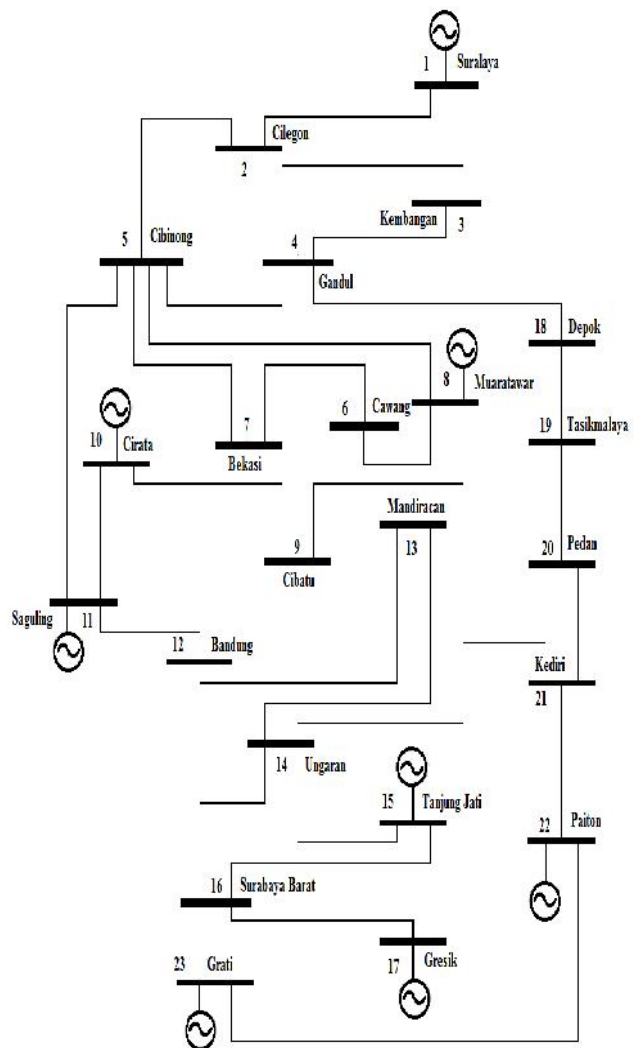 1 Suralaya
Cilegon
2
Kembangan
3
5 Cibinong
4
Gandul
18 Depok
8 Muaratawar
6 Cawang
7
Bekasi
10
Cirata
19 Tasikmalaya
Mandiracan
13
9
Cibatu
20 Pedan
Saguling
11
12 Bandung
Kediri
21
14 Ungaran
15 Tanjung Jati
22 Paiton
16 Surabaya Barat
17 Gresik
23 Grati